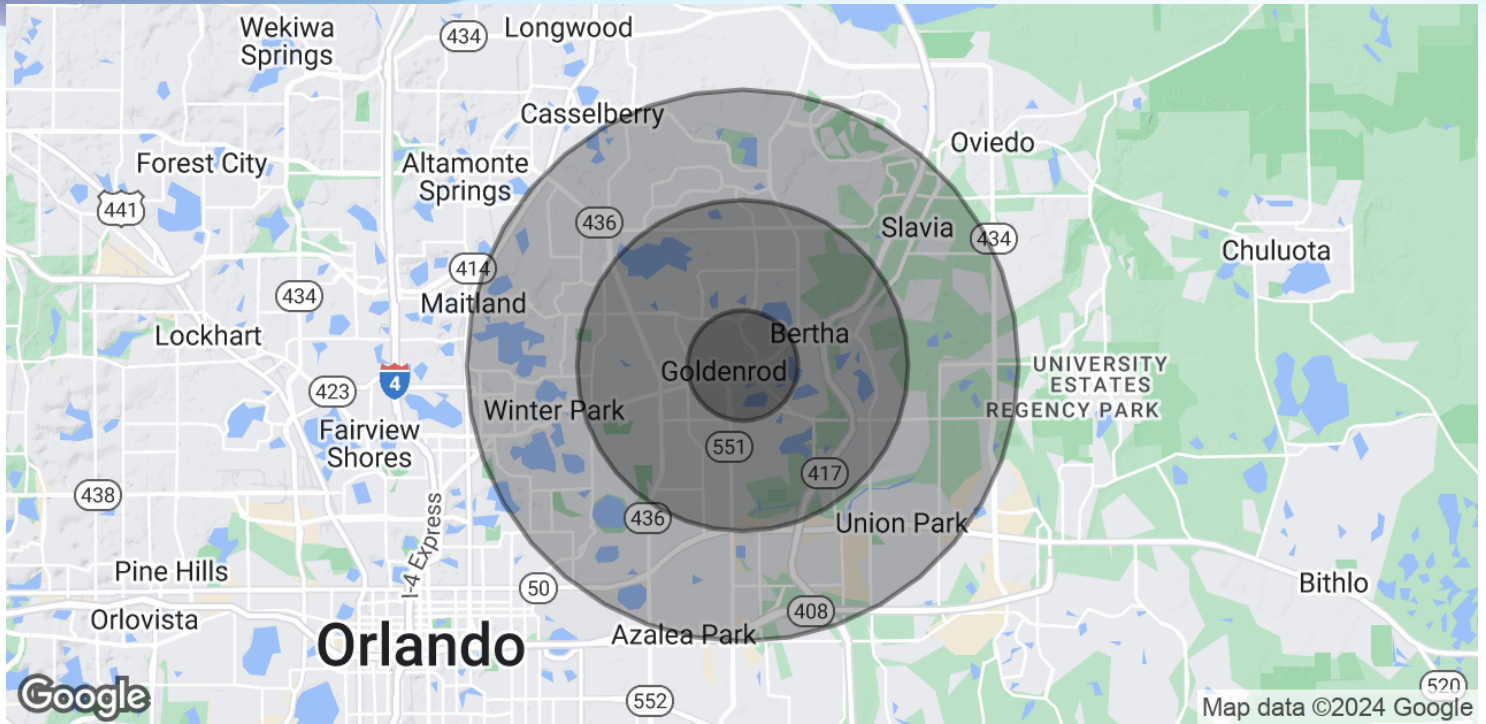 Wekiwa
Springs
434
Longwood
Casselberry
Oviedo
Forest City
Altamonte
Springs
441
436
Slavia
434
Chuluota
414
434
Maitland
Lockhart
Bertha
Goldenrod
UNIVERSITY
ESTATES
REGENCY PARK
4
423
Winter Park
Fairview
Shores
551
417
438
436
Union Park
I-4 Express
Pine Hills
50
Bithlo
Orlovista
408
Orlando
Azalea Park
520
552
Google
Map data ©2024 Google